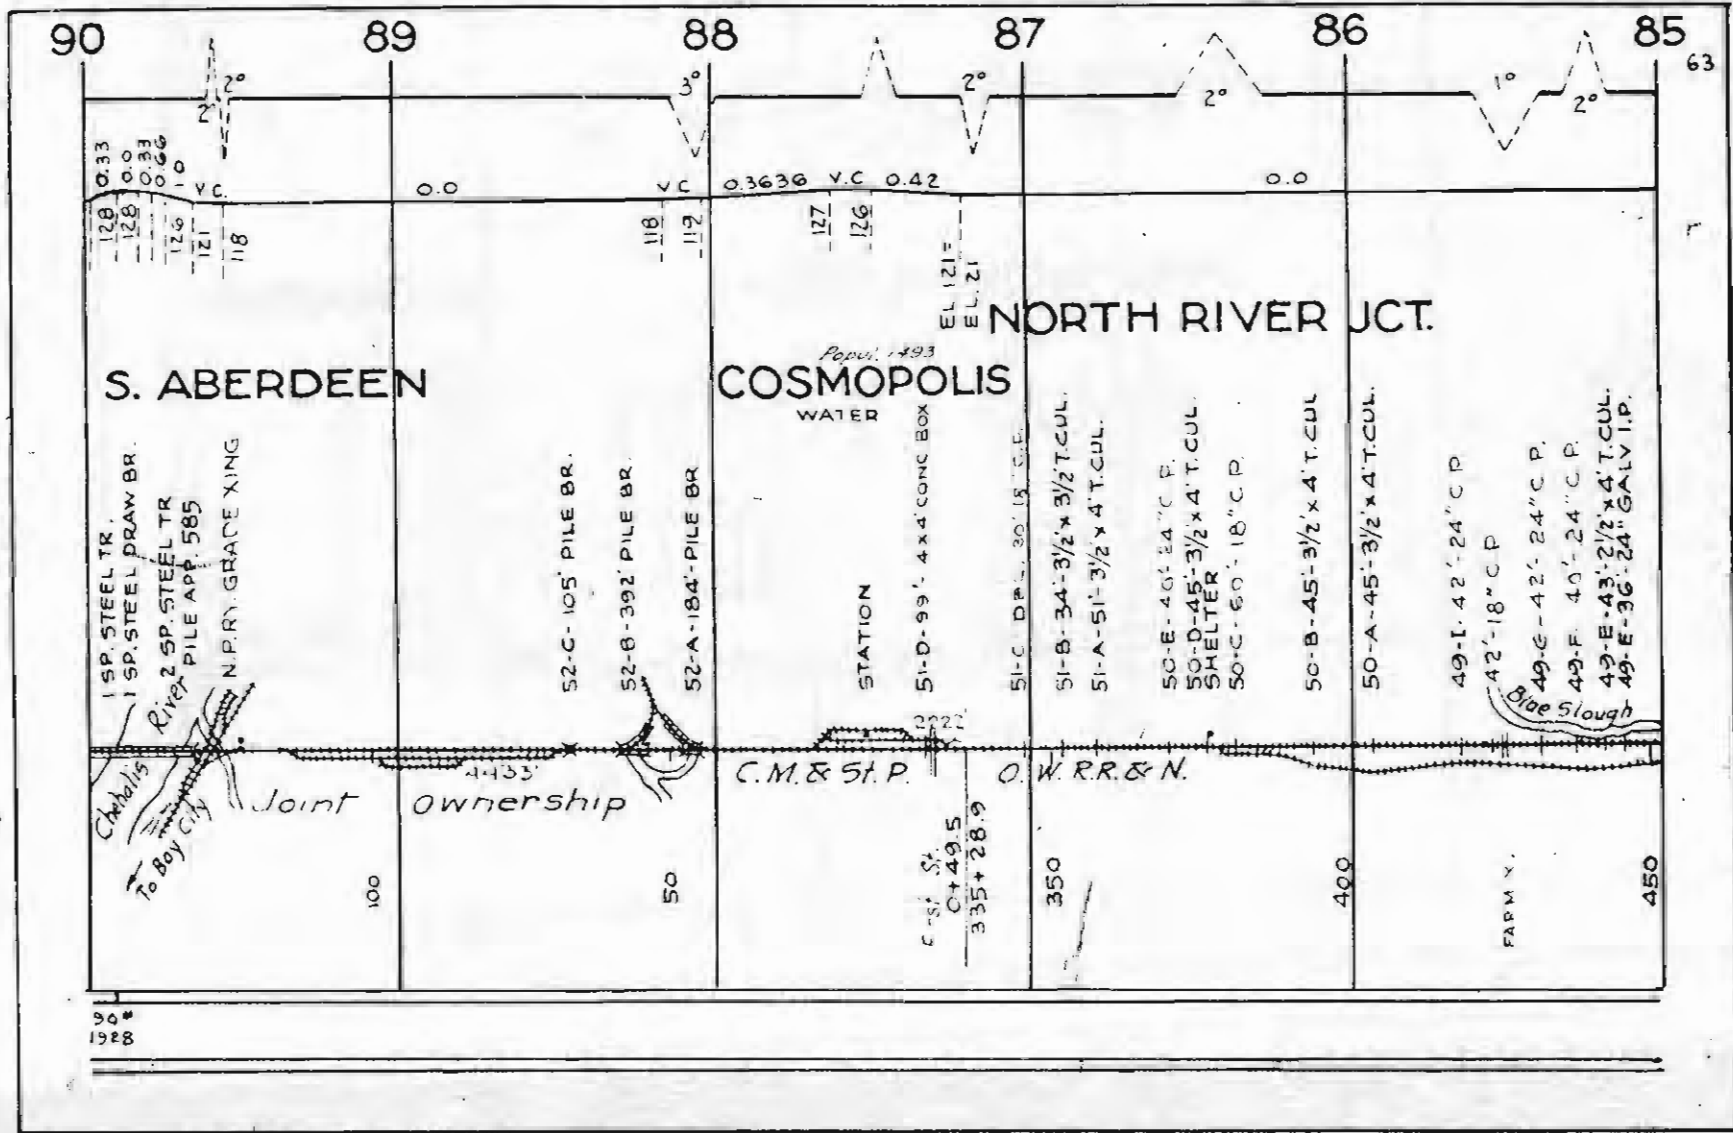 90 89 88 87 86 85
63
2° 2° 3° 2° 2° 1° 2°
0.33
0.0
0.33
0.66
V.C.
0.0
V.C
0.3636
V.C
0.42
0.0
128
128
126
121
118
118
119
127
126
EL. 121=
EL. 21
NORTH RIVER JCT.
S. ABERDEEN
COSMOPOLIS
WATER
1 SP. STEEL TR.
1 SP. STEEL DRAW BR.
2 SP. STEEL TR
PILE APP. 585
N.P.RY. GRADE XING
52-C-105' PILE BR.
52-B-392' PILE BR.
52-A-184'-PILE BR
STATION
51-D-99'-4x4' CONC BOX
51-B-34'-3½'x3½' T.CUL.
51-A-51'-3½'x4' T.CUL.
50-E-40'-24" C.P.
50-D-45'-3½'x4' T.CUL.
SHELTER
50-C-60'-18" C.P.
50-B-45'-3½'x4' T.CUL
50-A-45'-3½'x4' T.CUL.
49-I-42'-24" C P
42'-18" C.P
49-G-42'-24" C.P.
49-F-40'-24" C.P.
49-E-43'-2½'x4' T.CUL.
49-E-36'-24" GALV I.P.
Blue Slough
Chehalis River
To Bay City
4433'
2222'
Joint Ownership
C.M. & St. P.
O. W. R.R. & N.
100
50
0+49.5
335+28.9
350
400
FARM X.
450
90#
1928